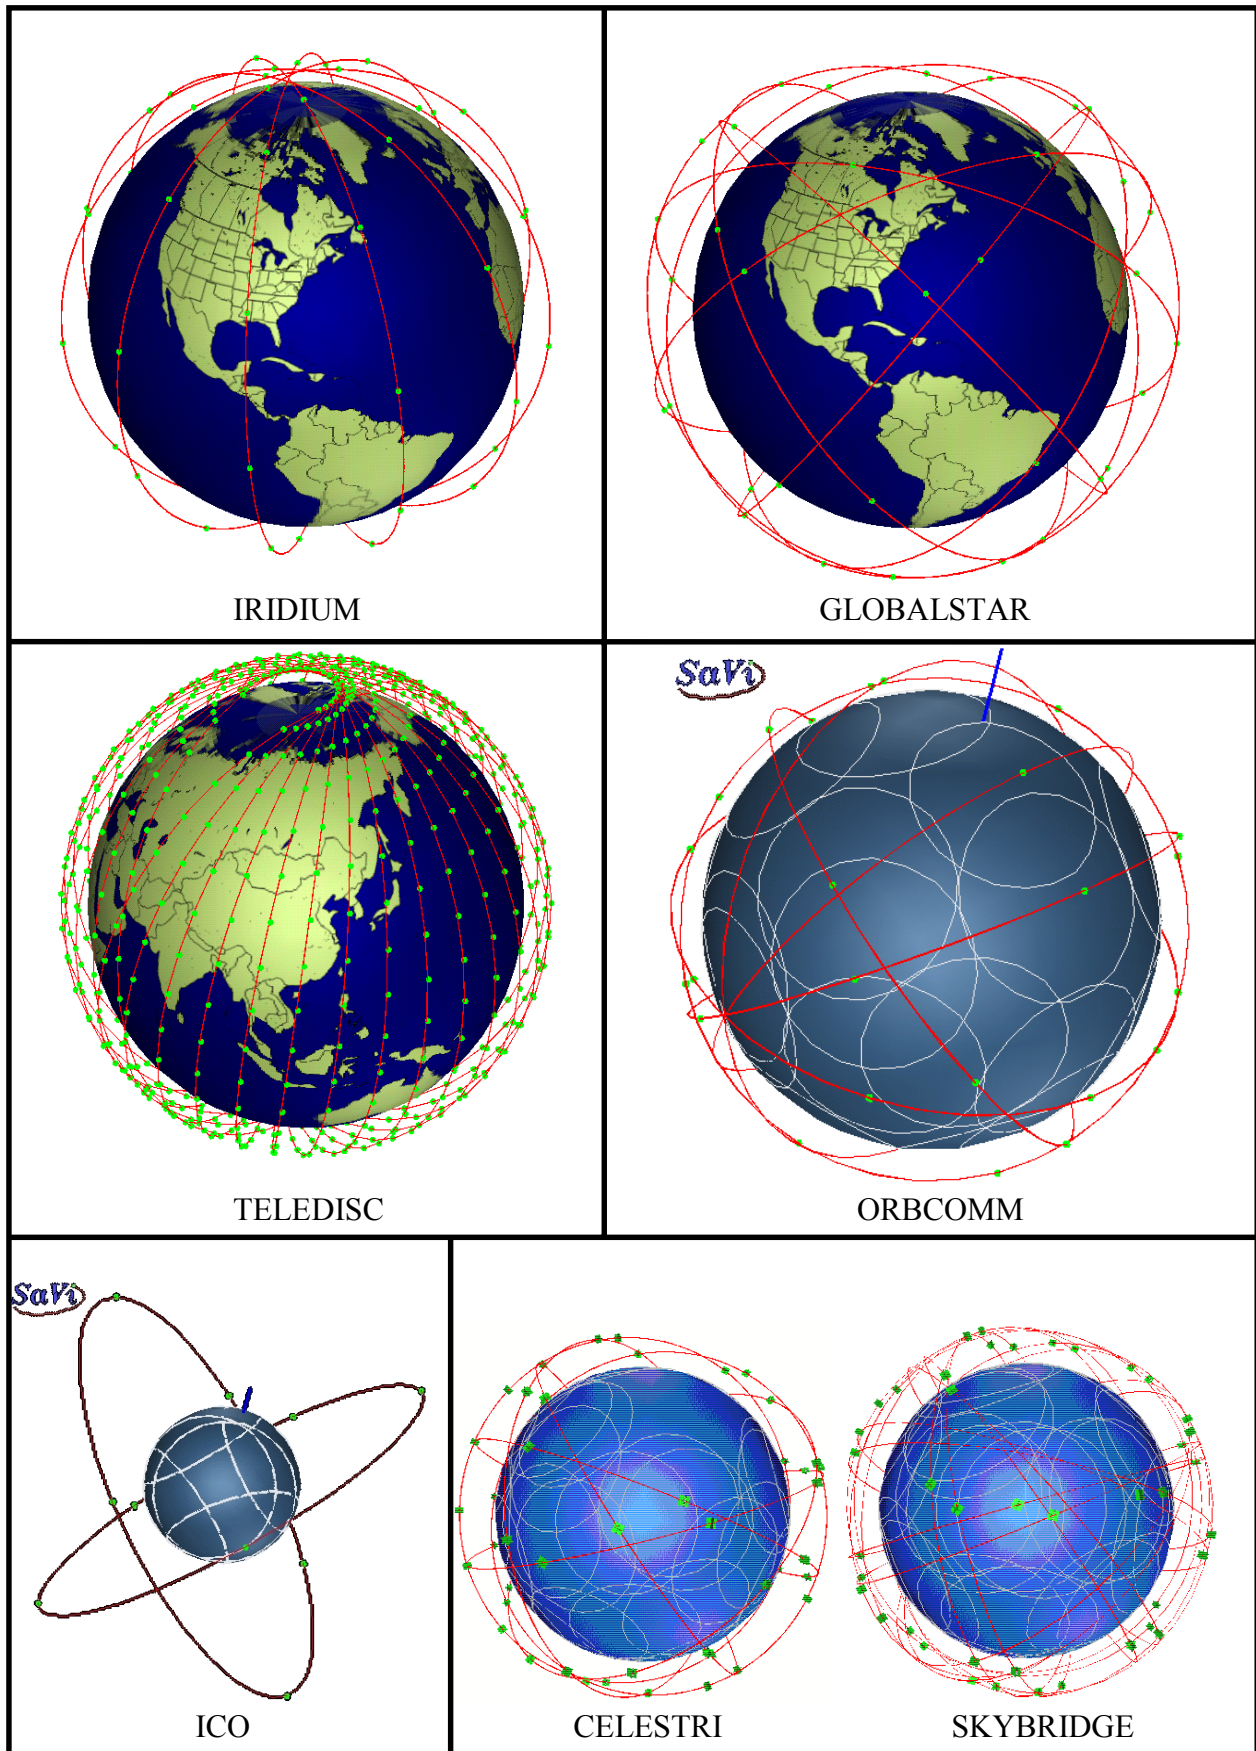 IRIDIUM
GLOBALSTAR
SaVi
TELEDISC
ORBCOMM
SaVi
ICO
CELESTRI
SKYBRIDGE